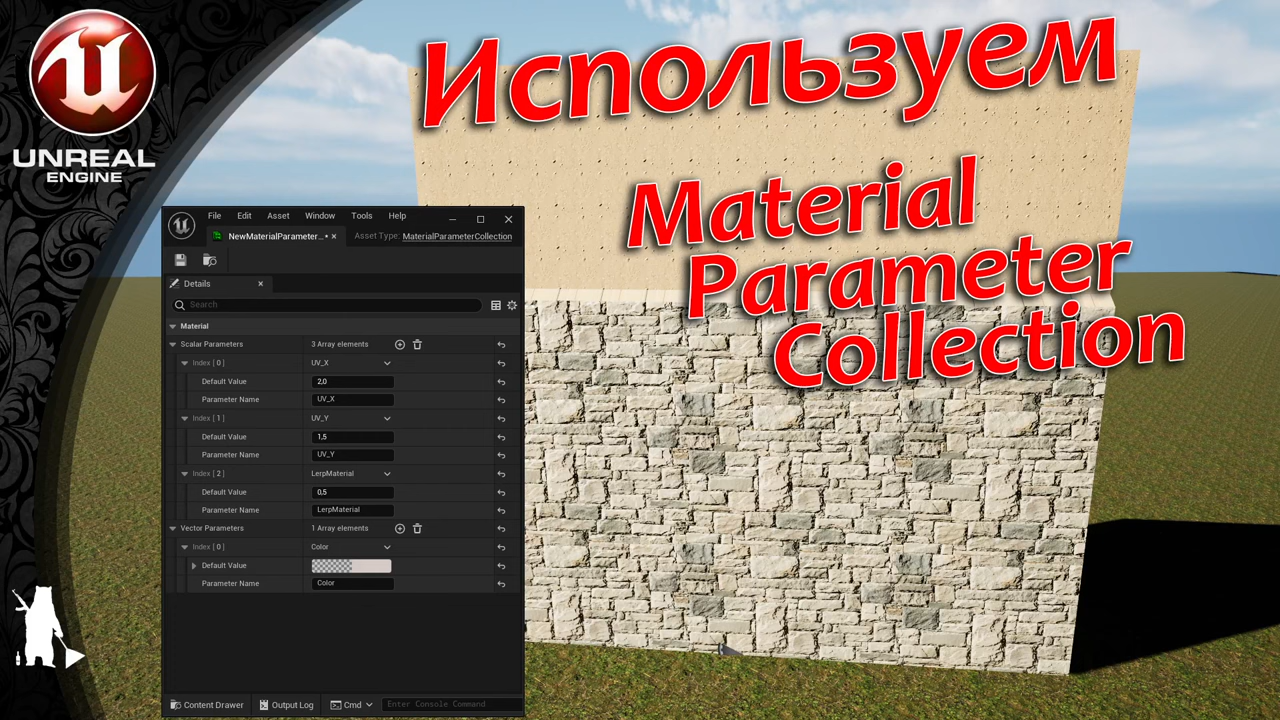 Используем
Material
Parameter
Collection
UNREAL
ENGINE
File Edit Asset Window Tools Help
NewMaterialParameter... • Asset Type: MaterialParameterCollection
Details
Search
Material
Scalar Parameters 3 Array elements
Index [ 0 ] UV_X
Default Value 2,0
Parameter Name UV_X
Index [ 1 ] UV_Y
Default Value 1,5
Parameter Name UV_Y
Index [ 2 ] LerpMaterial
Default Value 0,5
Parameter Name LerpMaterial
Vector Parameters 1 Array elements
Index [ 0 ] Color
Default Value
Parameter Name Color
Content Drawer Output Log Cmd Enter Console Command